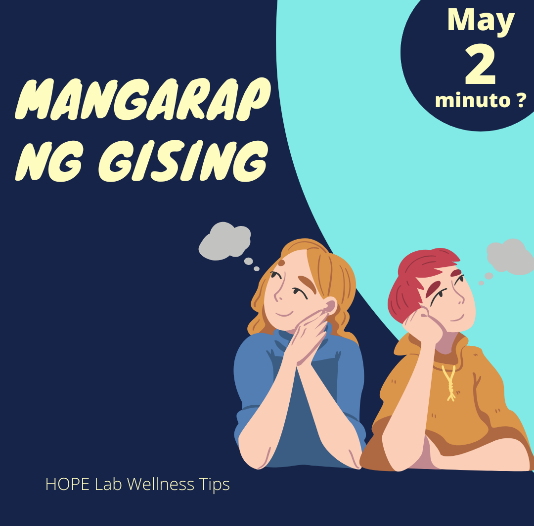 May
2
minuto ?
MANGARAP
NG GISING
HOPE Lab Wellness Tips